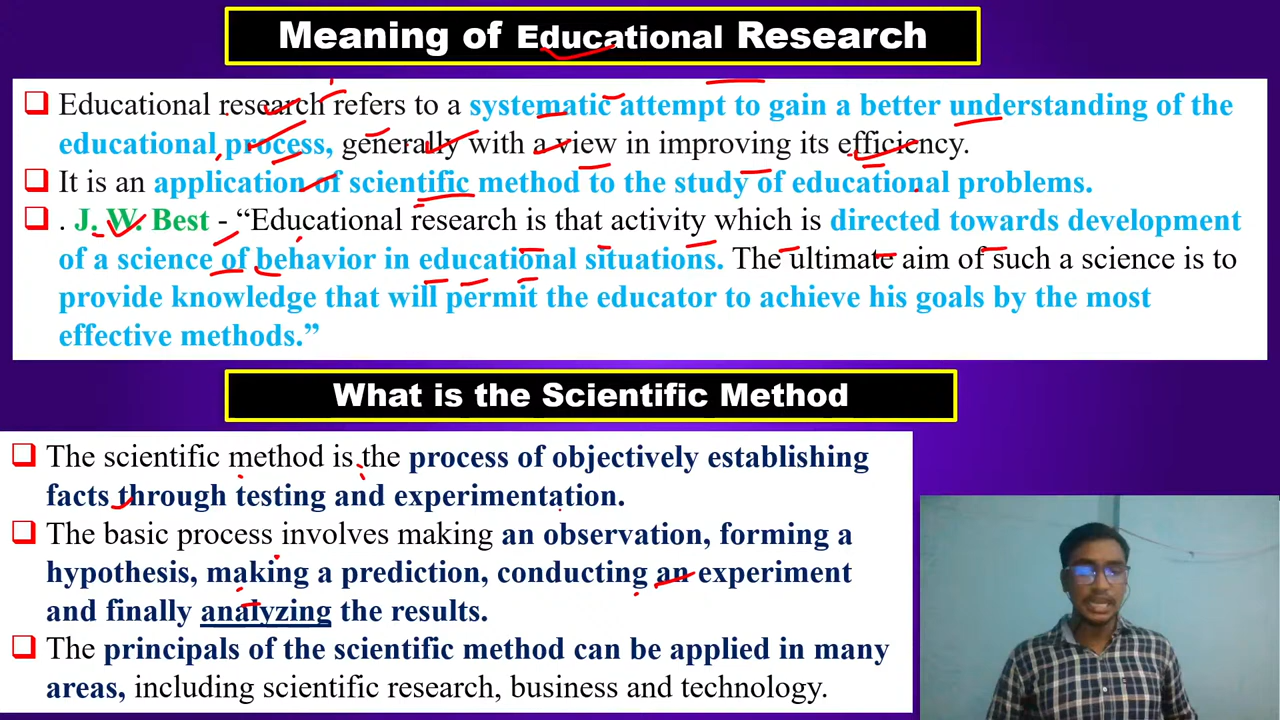 Meaning of Educational Research
❑ Educational research refers to a systematic attempt to gain a better understanding of the
educational process, generally with a view in improving its efficiency.
❑ It is an application of scientific method to the study of educational problems.
❑ . J. W. Best - “Educational research is that activity which is directed towards development
of a science of behavior in educational situations. The ultimate aim of such a science is to
provide knowledge that will permit the educator to achieve his goals by the most
effective methods.”
What is the Scientific Method
❑ The scientific method is the process of objectively establishing
facts through testing and experimentation.
❑ The basic process involves making an observation, forming a
hypothesis, making a prediction, conducting an experiment
and finally analyzing the results.
❑ The principals of the scientific method can be applied in many
areas, including scientific research, business and technology.